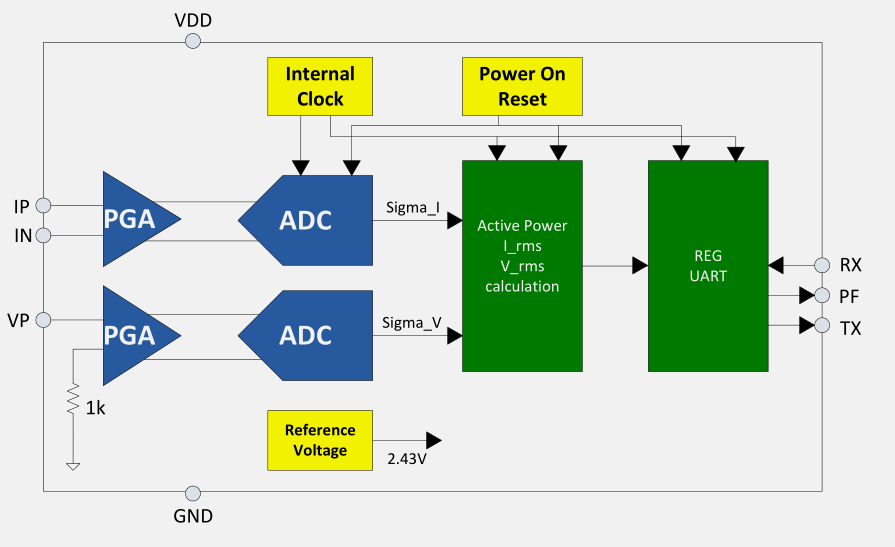 VDD
Internal
Clock
Power On
Reset
IP
IN
PGA
ADC
Sigma_I
Active Power
I_rms
V_rms
calculation
REG
UART
RX
PF
TX
VP
PGA
ADC
Sigma_V
1k
Reference
Voltage
2.43V
GND